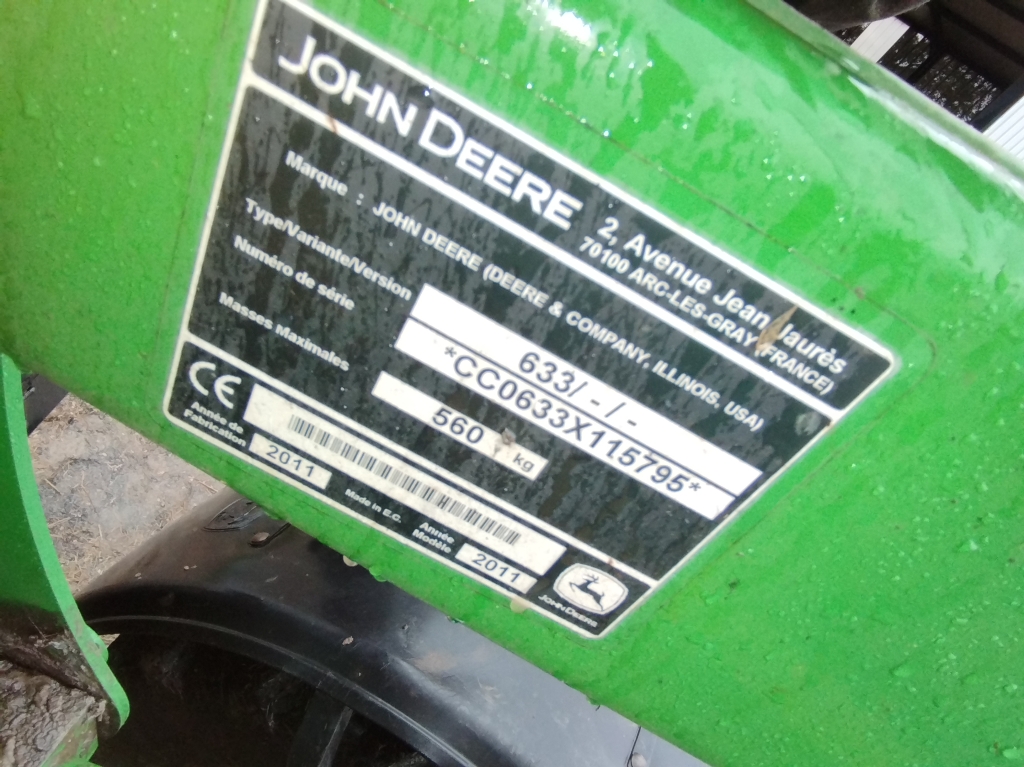 JOHN DEERE
2, Avenue Jean Jaurès
70100 ARC-LES-GRAY (FRANCE)
Marque : JOHN DEERE (DEERE & COMPANY, ILLINOIS, USA)
Type/Variante/Version 633/ - / -
Numéro de série *CC0633X115795*
Masses Maximales 560 kg
CE
Année de
Fabrication 2011
Made in E.C.
Année
Modèle 2011
JOHN DEERE